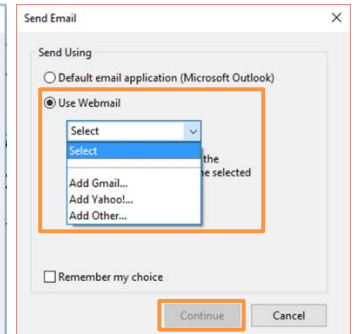 Send Email
Send Using
Default email application (Microsoft Outlook)
Use Webmail
Select
Select
the
selected
Add Gmail...
Add Yahoo!...
Add Other...
Remember my choice
Continue Cancel